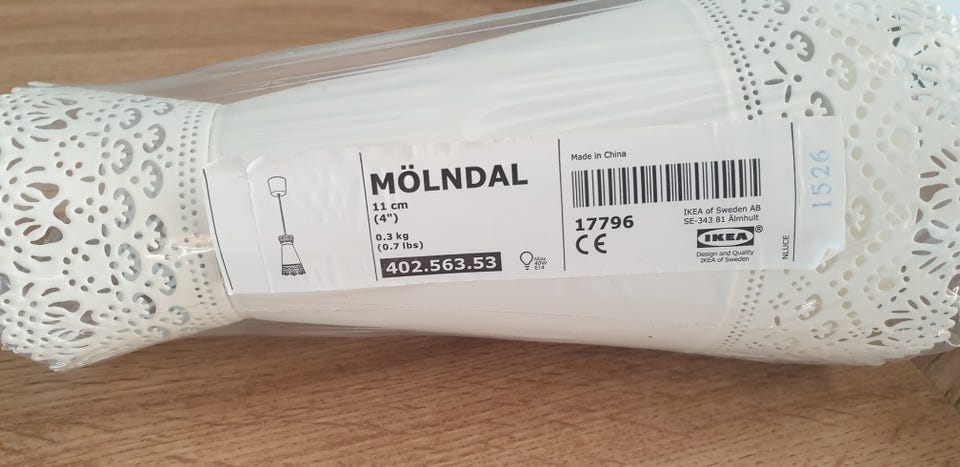 MÖLNDAL
11 cm
(4")
0.3 kg
(0.7 lbs)
402.563.53
Max
40W
E14
Made in China
17796
CE
IKEA of Sweden AB
SE-343 81 Älmhult
IKEA®
Design and Quality
IKEA of Sweden
NLUCE
1526